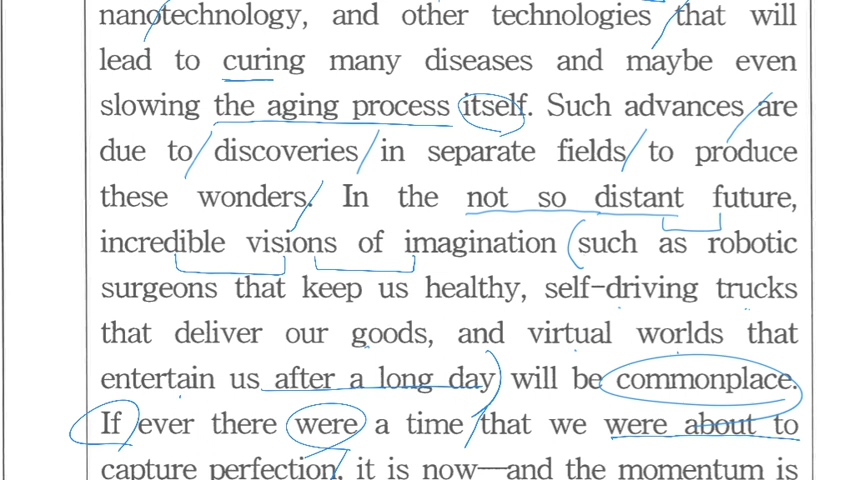 nanotechnology, and other technologies that will
lead to curing many diseases and maybe even
slowing the aging process itself. Such advances are
due to discoveries in separate fields to produce
these wonders. In the not so distant future,
incredible visions of imagination such as robotic
surgeons that keep us healthy, self-driving trucks
that deliver our goods, and virtual worlds that
entertain us after a long day will be commonplace.
If ever there were a time that we were about to
capture perfection, it is now—and the momentum is